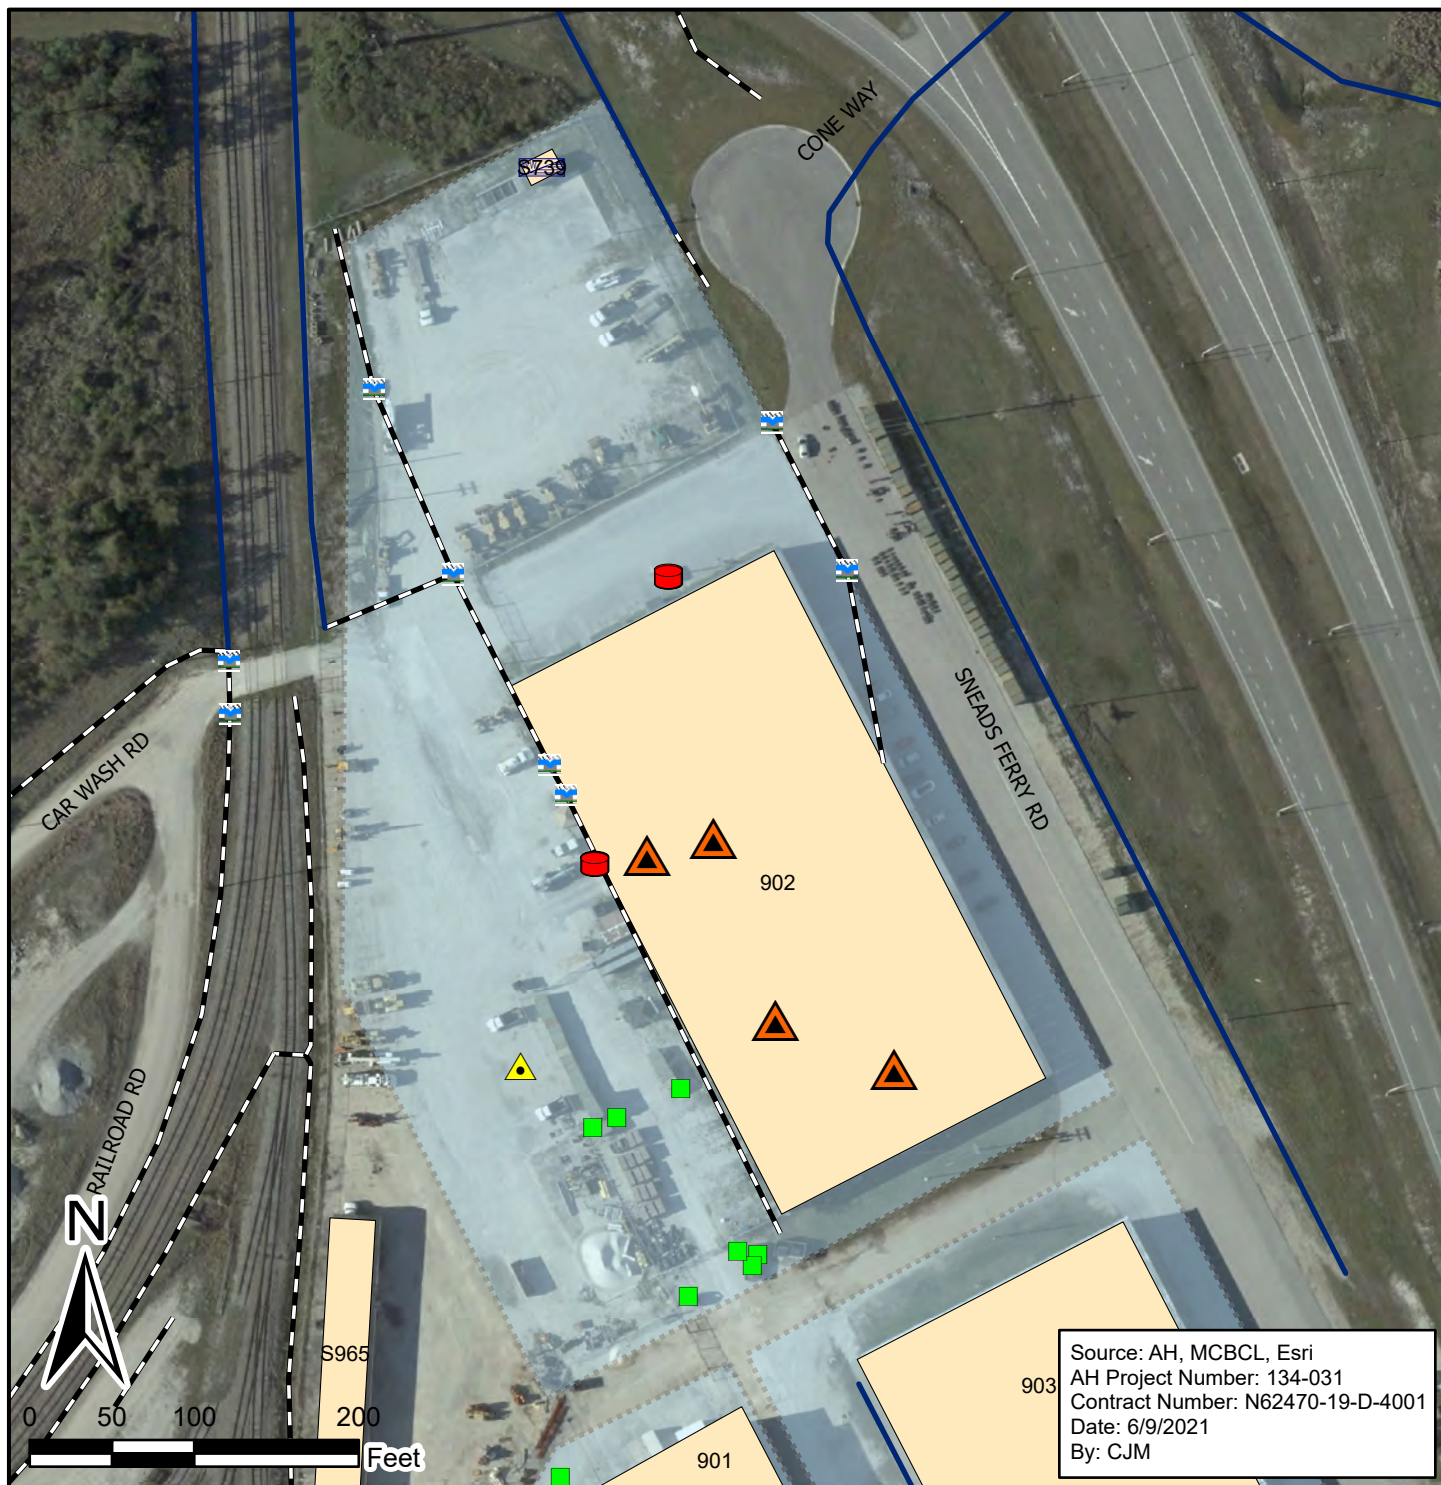 CONE WAY
S739
CAR WASH RD
SNEADS FERRY RD
902
RAILROAD RD
N
S965
903
901
0 50 100 200
Feet
Source: AH, MCBCL, Esri
AH Project Number: 134-031
Contract Number: N62470-19-D-4001
Date: 6/9/2021
By: CJM